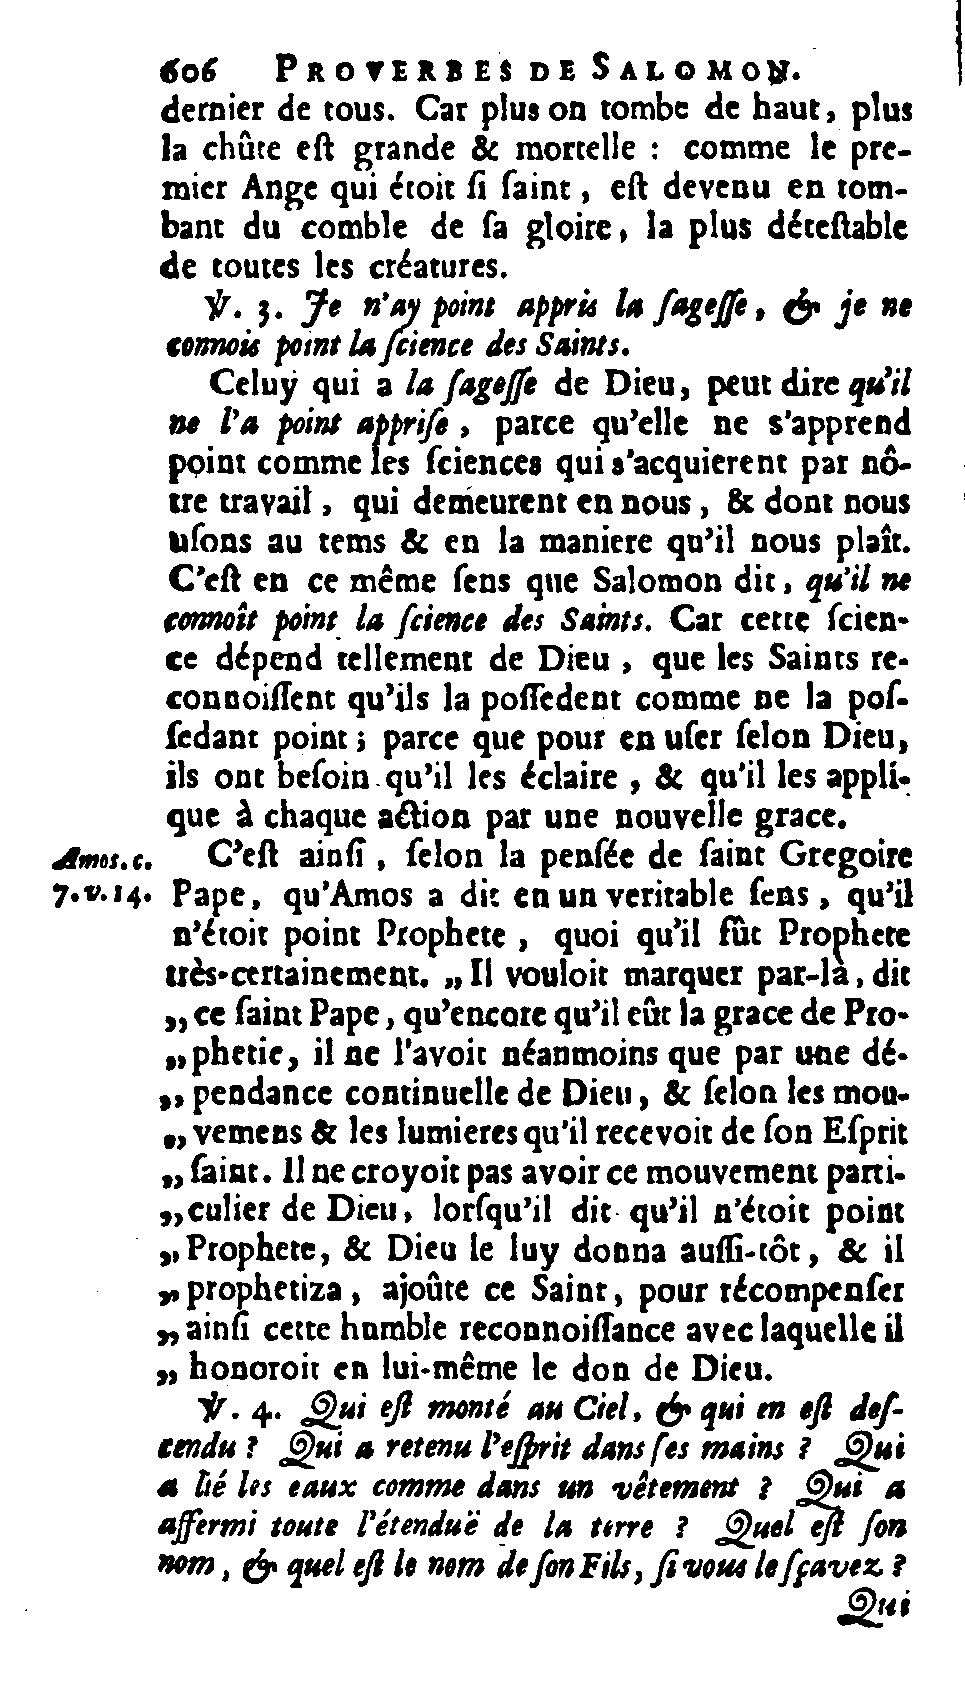 606 PROVERBES DE SALOMON.
dernier de tous. Car plus on tombe de haut, plus
la chûte eſt grande & mortelle : comme le pre-
mier Ange qui étoit ſi ſaint, eſt devenu en tom-
bant du comble de ſa gloire, la plus déteſtable
de toutes les créatures.
℣. 3. Je n'ay point appris la ſageſſe, & je ne
connois point la ſcience des Saints.
Celuy qui a la ſageſſe de Dieu, peut dire qu'il
ne l'a point appriſe, parce qu'elle ne s'apprend
point comme les ſciences qui s'acquierent par nô-
tre travail, qui demeurent en nous, & dont nous
uſons au tems & en la maniere qu'il nous plaît.
C'eſt en ce même ſens que Salomon dit, qu'il ne
connoît point la ſcience des Saints. Car cette ſcien-
ce dépend tellement de Dieu, que les Saints re-
connoiſſent qu'ils la poſſedent comme ne la poſ-
ſedant point; parce que pour en uſer ſelon Dieu,
ils ont beſoin qu'il les éclaire, & qu'il les appli-
que à chaque action par une nouvelle grace.
Amos. c. C'eſt ainſi, ſelon la penſée de ſaint Gregoire
7. v. 14. Pape, qu'Amos a dit en un veritable ſens, qu'il
n'étoit point Prophete, quoi qu'il fût Prophete
très-certainement. „Il vouloit marquer par-là, dit
„ce ſaint Pape, qu'encore qu'il eût la grace de Pro-
„phetie, il ne l'avoit néanmoins que par une dé-
„pendance continuelle de Dieu, & ſelon les mou-
„vemens & les lumieres qu'il recevoit de ſon Eſprit
„ſaint. Il ne croyoit pas avoir ce mouvement parti-
„culier de Dieu, lorſqu'il dit qu'il n'étoit point
„Prophete, & Dieu le luy donna auſſi-tôt, & il
„prophetiza, ajoûte ce Saint, pour récompenſer
„ainſi cette humble reconnoiſſance avec laquelle il
„honoroit en lui-même le don de Dieu.
℣. 4. Qui eſt monté au Ciel, & qui en eſt deſ-
cendu ? Qui a retenu l'eſprit dans ſes mains ? Qui
a lié les eaux comme dans un vêtement ? Qui a
affermi toute l'étenduë de la terre ? Quel eſt ſon
nom, & quel eſt le nom de ſon Fils, ſi vous le ſçavez ?
Qui